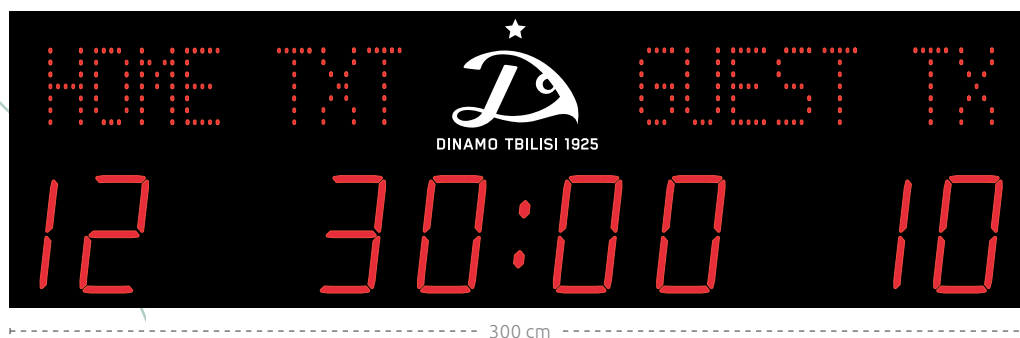 HOME TXT
GUEST TX
DINAMO TBILISI 1925
12 30:00 10
300 cm